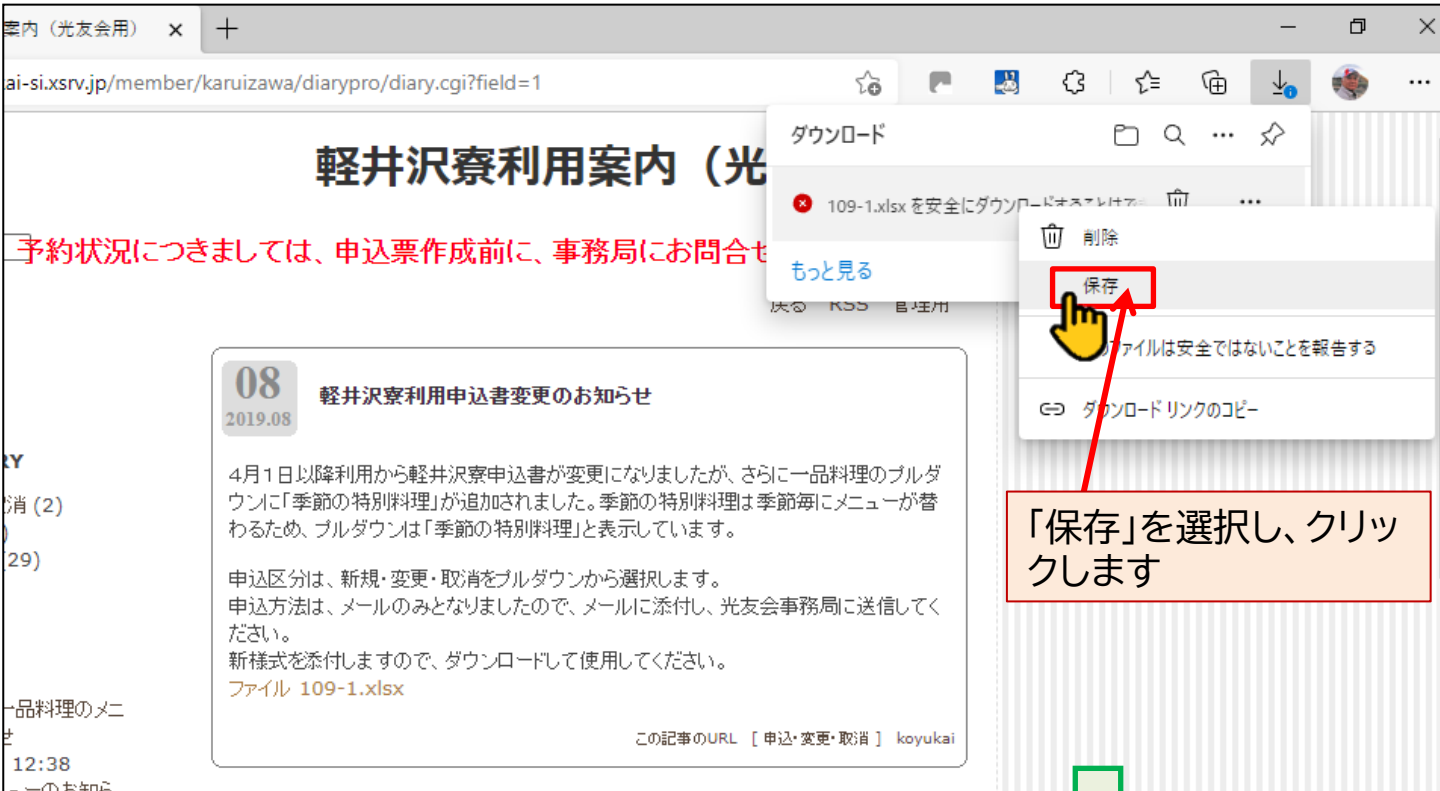 案内（光友会用）
ai-si.xsrv.jp/member/karuizawa/diarypro/diary.cgi?field=1
ダウンロード
軽井沢寮利用案内（光
109-1.xlsx を安全にダウンロードすることはで
削除
予約状況につきましては、申込票作成前に、事務局にお問合せ
もっと見る
保存
戻る RSS 管理用
ファイルは安全ではないことを報告する
08
2019.08
軽井沢寮利用申込書変更のお知らせ
ダウンロード リンクのコピー
RY
4月1日以降利用から軽井沢寮申込書が変更になりましたが、さらに一品料理のプルダ
ウンに「季節の特別料理」が追加されました。季節の特別料理は季節毎にメニューが替
わるため、プルダウンは「季節の特別料理」と表示しています。
消 (2)
)
(29)
「保存」を選択し、クリッ
クします
申込区分は、新規・変更・取消をプルダウンから選択します。
申込方法は、メールのみとなりましたので、メールに添付し、光友会事務局に送信してく
ださい。
新様式を添付しますので、ダウンロードして使用してください。
ファイル 109-1.xlsx
一品料理のメニ
この記事のURL [ 申込・変更・取消 ] koyukai
12:38
ーのお知ら